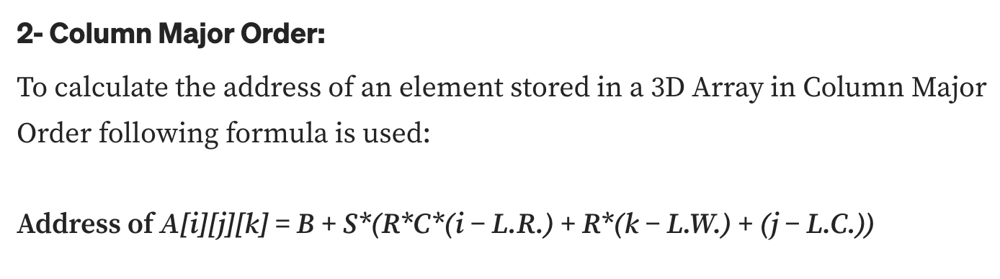 2- Column Major Order:
To calculate the address of an element stored in a 3D Array in Column Major
Order following formula is used:
Address of A[i][j][k] = B + S*(R*C*(i – L.R.) + R*(k – L.W.) + (j – L.C.))